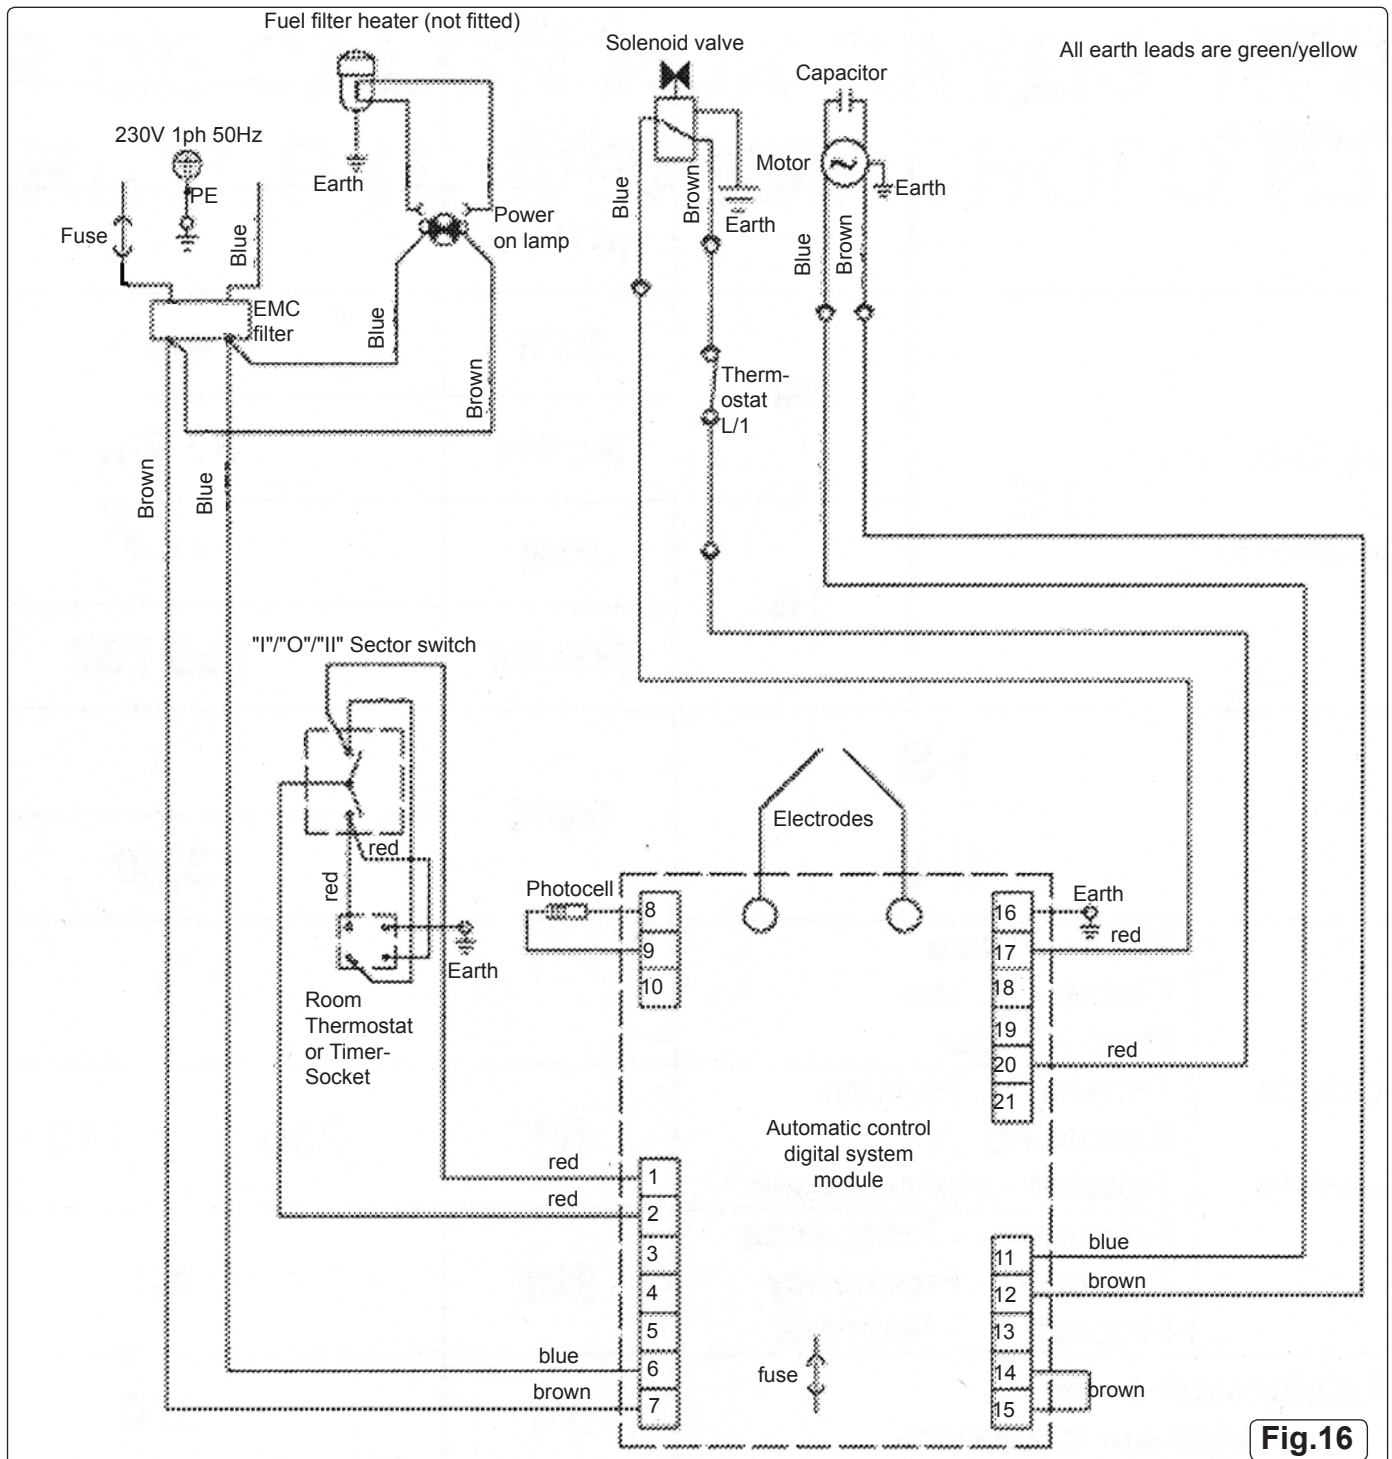 Fuel filter heater (not fitted)
Solenoid valve
All earth leads are green/yellow
Capacitor
230V 1ph 50Hz
Motor
Earth
Earth
PE
Blue
Brown
Earth
Power
on lamp
Fuse
Blue
Blue
Brown
EMC
filter
Blue
Brown
Therm-
ostat
L/1
Brown
Blue
"I"/"O"/"II" Sector switch
Electrodes
red
red
Photocell
Earth
8
9
10
16
17
18
19
20
21
red
red
Earth
Room
Thermostat
or Timer-
Socket
Automatic control
digital system
module
red
red
1
2
3
4
5
6
7
blue
brown
fuse
11
12
13
14
15
blue
brown
brown
Fig.16